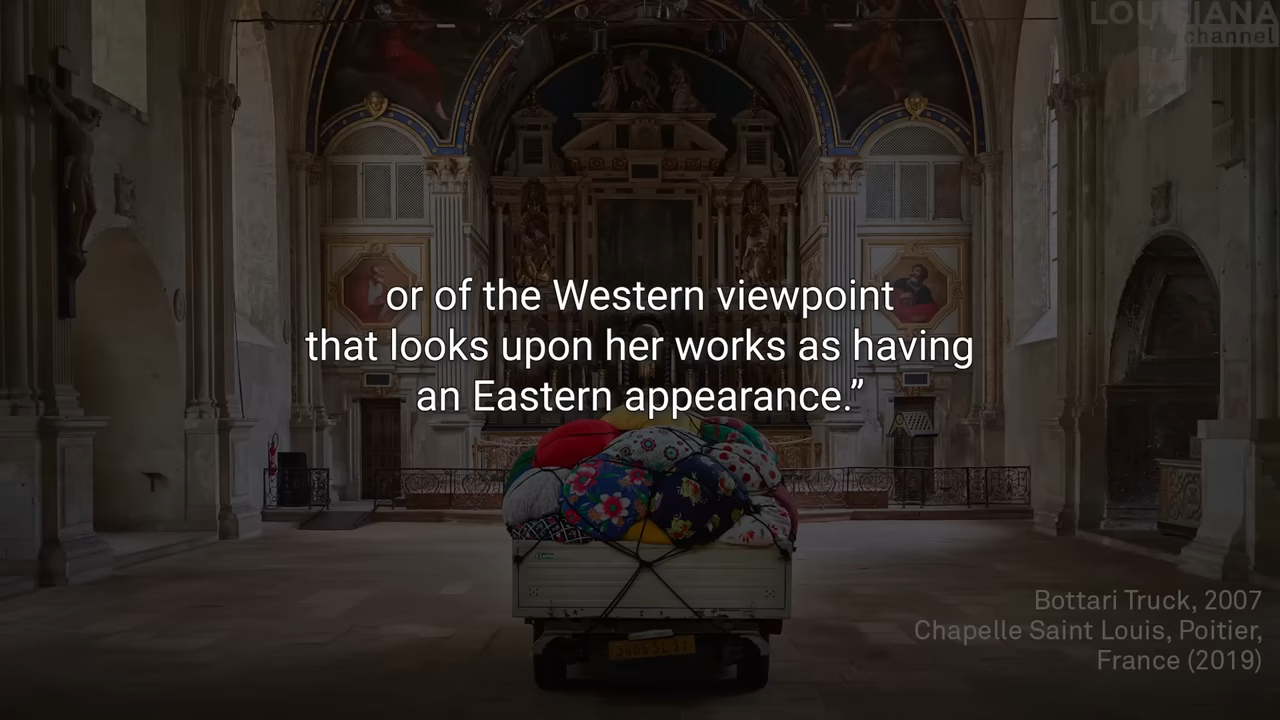 LOUISIANA
channel
or of the Western viewpoint
that looks upon her works as having
an Eastern appearance.”
Bottari Truck, 2007
Chapelle Saint Louis, Poitier,
France (2019)